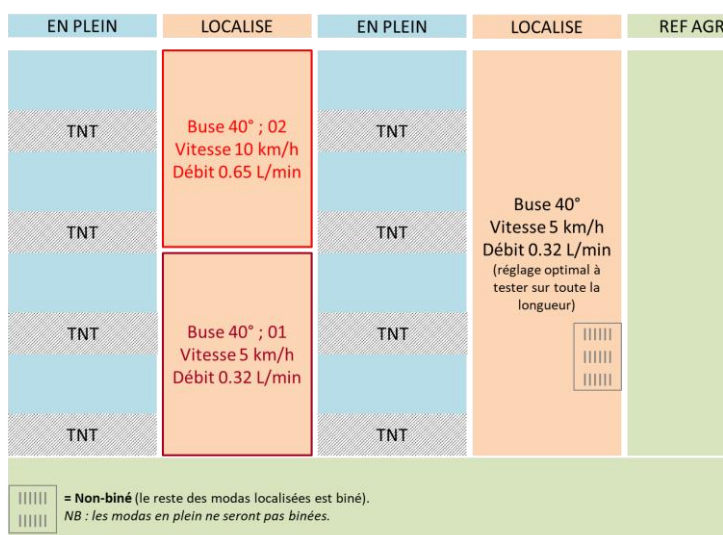 EN PLEIN
LOCALISE
EN PLEIN
LOCALISE
REF AGR
TNT
TNT
TNT
TNT
Buse 40° ; 02
Vitesse 10 km/h
Débit 0.65 L/min
Buse 40° ; 01
Vitesse 5 km/h
Débit 0.32 L/min
TNT
TNT
TNT
TNT
Buse 40°
Vitesse 5 km/h
Débit 0.32 L/min
(réglage optimal à
tester sur toute la
longueur)
= Non-biné (le reste des modas localisées est biné).
NB : les modas en plein ne seront pas binées.